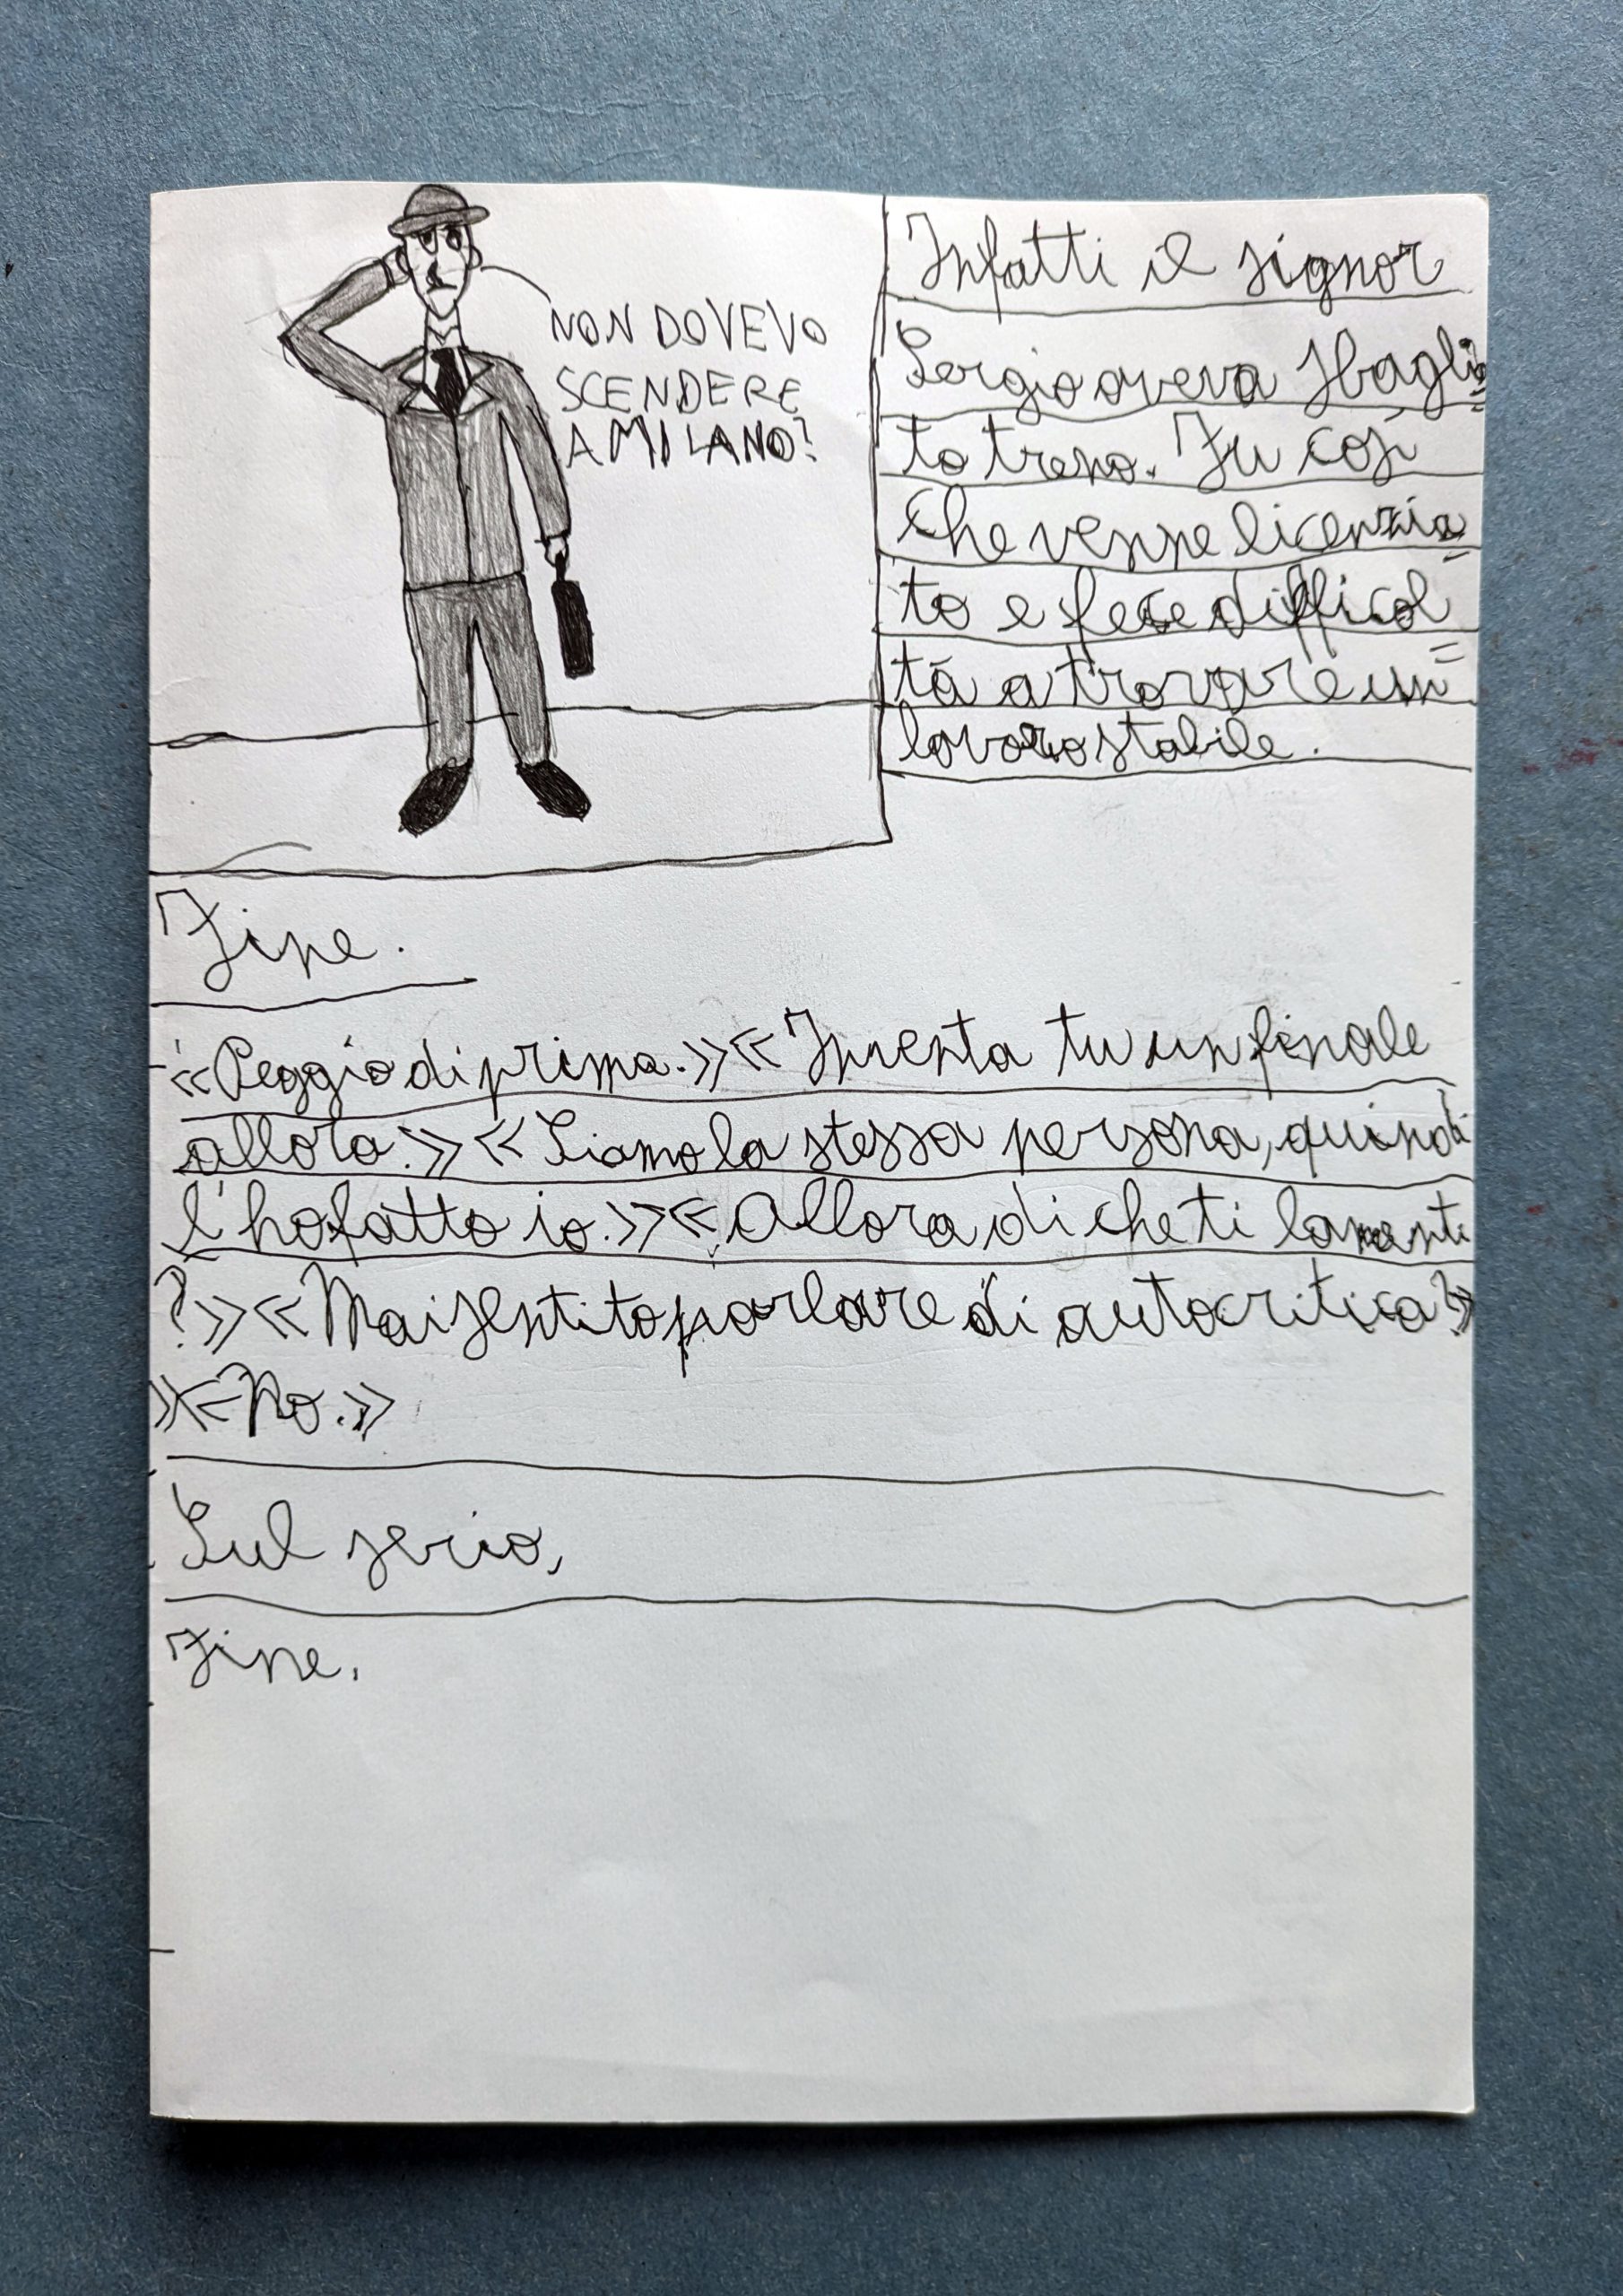 NON DOVEVO
SCENDERE
A MILANO?
Infatti il signor
Sergio aveva sbaglia=
to treno. Fu così
che venne licenzia=
to e fece difficol=
tà a trovare un
lavoro stabile.
Fine.
«Peggio di prima.» «Inventa tu un finale
allora.» «Siamo la stessa persona, quindi
l'ho fatto io.» «Allora di che ti lamenti
?» «Mai sentito parlare di autocritica?»
» «No.»
Sul serio,
Fine.